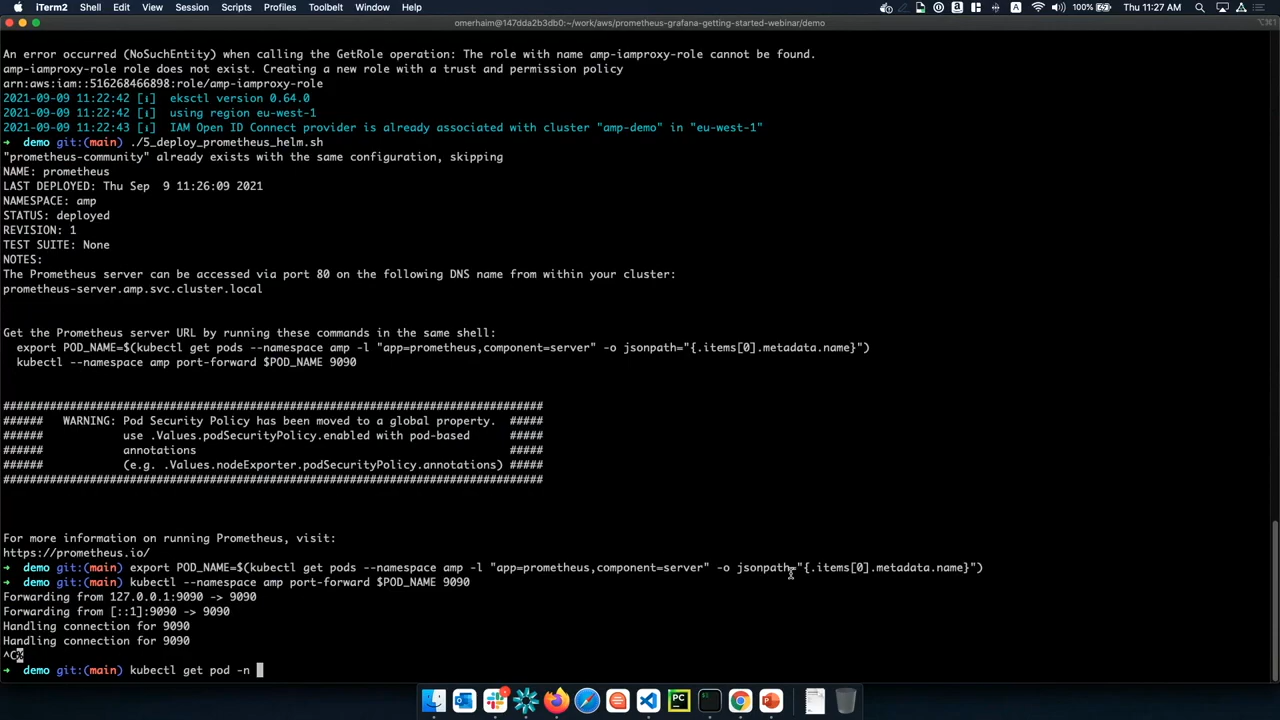 iTerm2 Shell Edit View Session Scripts Profiles Toolbelt Window Help 100% Thu 11:27 AM
omerhaim@147dda2b3db0:~/work/aws/prometheus-grafana-getting-started-webinar/demo
An error occurred (NoSuchEntity) when calling the GetRole operation: The role with name amp-iamproxy-role cannot be found.
amp-iamproxy-role role does not exist. Creating a new role with a trust and permission policy
arn:aws:iam::516268466898:role/amp-iamproxy-role
2021-09-09 11:22:42 [ℹ]  eksctl version 0.64.0
2021-09-09 11:22:42 [ℹ]  using region eu-west-1
2021-09-09 11:22:43 [ℹ]  IAM Open ID Connect provider is already associated with cluster "amp-demo" in "eu-west-1"
➜  demo git:(main) ./5_deploy_prometheus_helm.sh
"prometheus-community" already exists with the same configuration, skipping
NAME: prometheus
LAST DEPLOYED: Thu Sep  9 11:26:09 2021
NAMESPACE: amp
STATUS: deployed
REVISION: 1
TEST SUITE: None
NOTES:
The Prometheus server can be accessed via port 80 on the following DNS name from within your cluster:
prometheus-server.amp.svc.cluster.local
Get the Prometheus server URL by running these commands in the same shell:
  export POD_NAME=$(kubectl get pods --namespace amp -l "app=prometheus,component=server" -o jsonpath="{.items[0].metadata.name}")
  kubectl --namespace amp port-forward $POD_NAME 9090
#################################################################################
######   WARNING: Pod Security Policy has been moved to a global property.  #####
######            use .Values.podSecurityPolicy.enabled with pod-based      #####
######            annotations                                               #####
######            (e.g. .Values.nodeExporter.podSecurityPolicy.annotations) #####
#################################################################################
For more information on running Prometheus, visit:
https://prometheus.io/
➜  demo git:(main) export POD_NAME=$(kubectl get pods --namespace amp -l "app=prometheus,component=server" -o jsonpath="{.items[0].metadata.name}")
➜  demo git:(main) kubectl --namespace amp port-forward $POD_NAME 9090
Forwarding from 127.0.0.1:9090 -> 9090
Forwarding from [::1]:9090 -> 9090
Handling connection for 9090
Handling connection for 9090
^C%
➜  demo git:(main) kubectl get pod -n